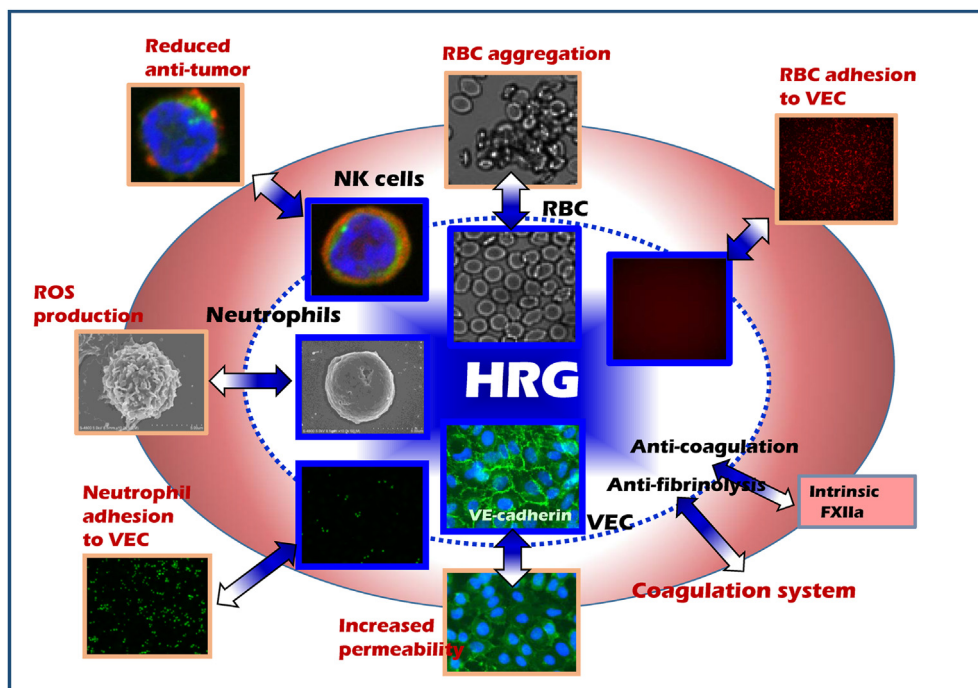 Reduced
anti-tumor
RBC aggregation
RBC adhesion
to VEC
NK cells
RBC
ROS
production
Neutrophils
HRG
Anti-coagulation
Anti-fibrinolysis
Intrinsic
FXIIa
Neutrophil
adhesion
to VEC
VE-cadherin
VEC
Coagulation system
Increased
permeability